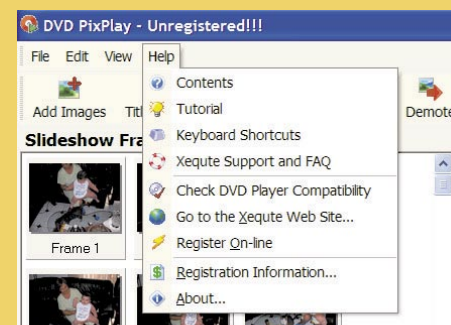 DVD PixPlay - Unregistered!!!
File Edit View Help
Contents
Tutorial
Keyboard Shortcuts
Xequte Support and FAQ
Check DVD Player Compatibility
Go to the Xequte Web Site...
Register On-line
Registration Information...
About...
Add Images Demote
Slideshow
Frame 1